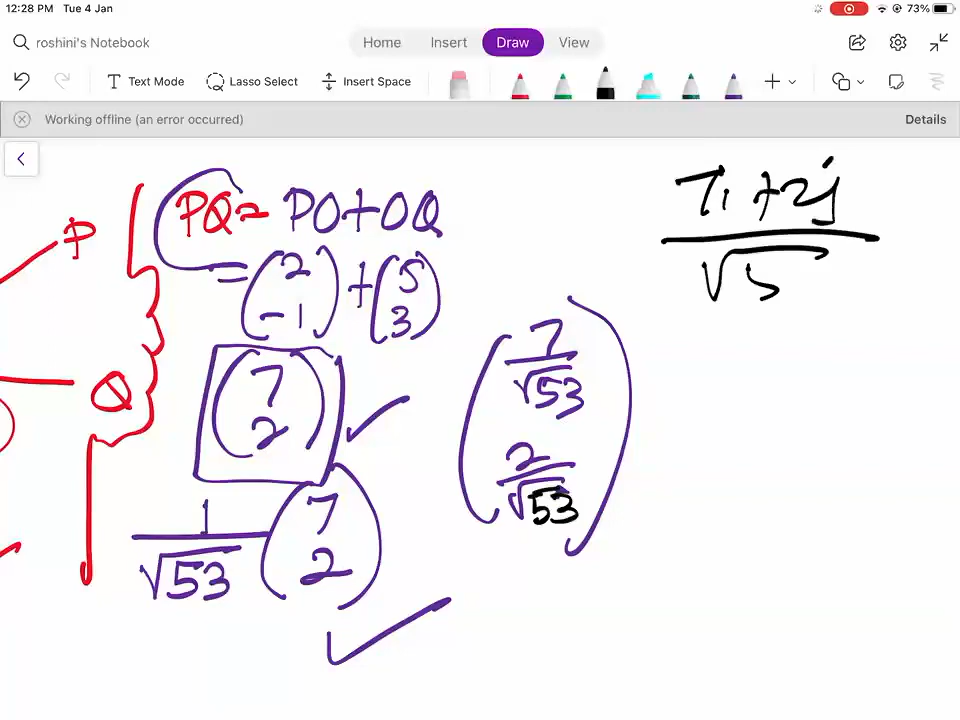 12:28 PM Tue 4 Jan 73%
roshini's Notebook Home Insert Draw View
Text Mode Lasso Select Insert Space
Working offline (an error occurred) Details
P
PQ = PO + OQ
= (2 -1) + (5 3)
(7 2) ✓
Q
1/√53 (7 2) ✓
(7/√53 2/√53)
7i + 2j
√5